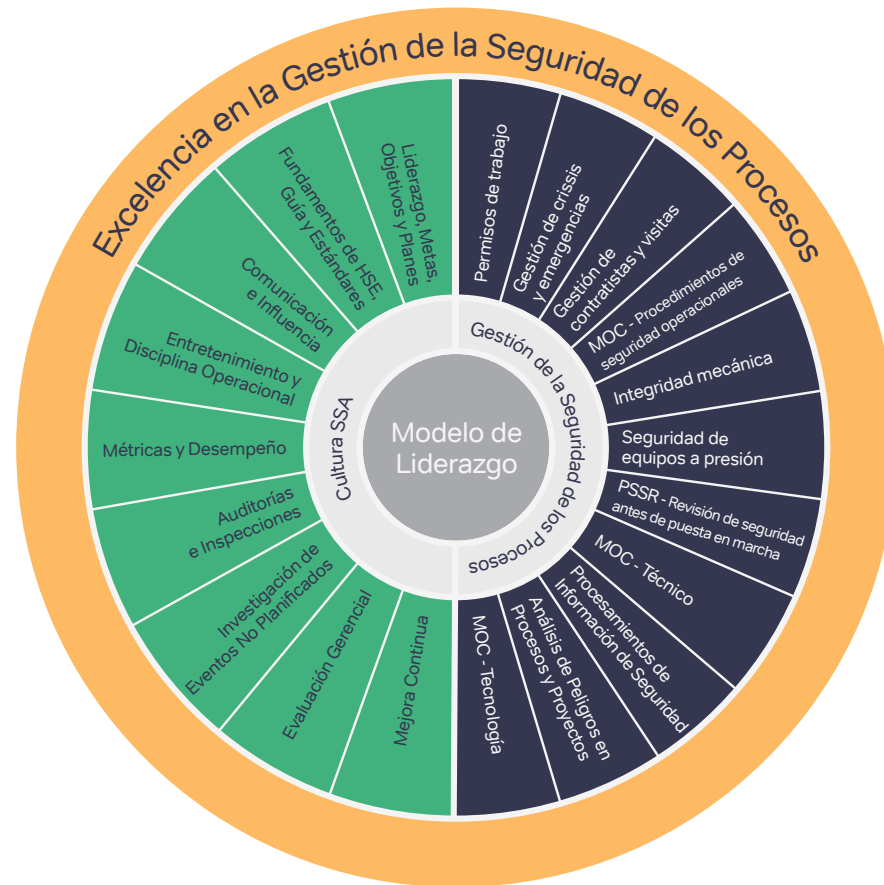 Excelencia en la Gestión de la Seguridad de los Procesos
Liderazgo, Metas,
Objetivos y Planes
Fundamentos de HSE,
Guía y Estándares
Comunicación
e Influencia
Entretenimiento y
Disciplina Operacional
Métricas y Desempeño
Auditorías
e Inspecciones
Investigación de
Eventos No Planificados
Evaluación Gerencial
Mejora Continua
Permisos de trabajo
Gestión de crissis
y emergencias
Gestión de
contratistas y visitas
MOC - Procedimientos de
seguridad operacionales
Integridad mecánica
Seguridad de
equipos a presión
PSSR - Revisión de seguridad
antes de puesta en marcha
MOC - Técnico
Procesamientos de
Información de Seguridad
Análisis de Peligros en
Procesos y Proyectos
MOC - Tecnología
Cultura SSA
Gestión de la Seguridad de los Procesos
Modelo de
Liderazgo